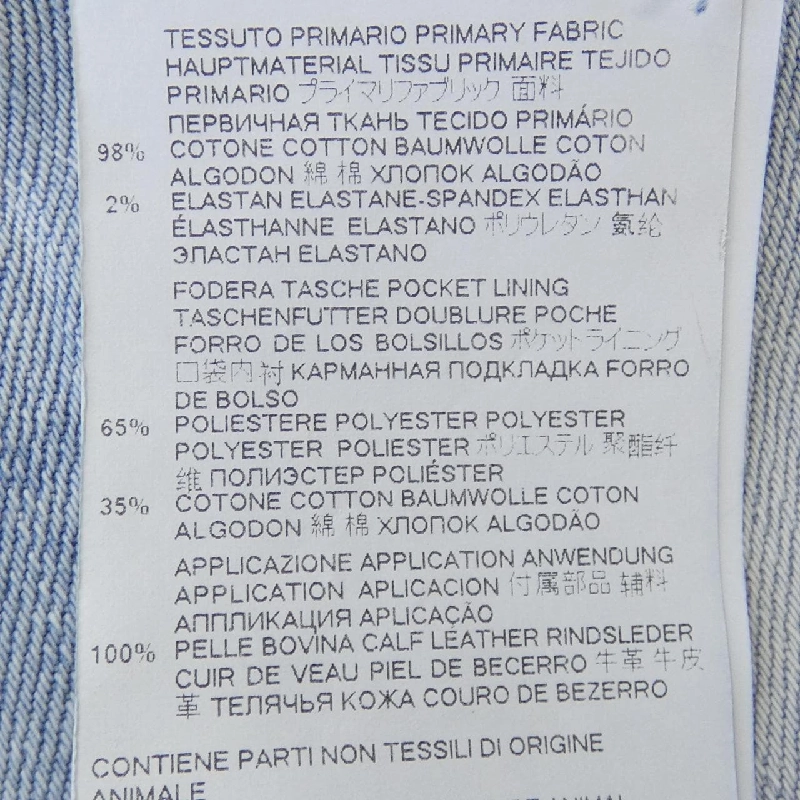 TESSUTO PRIMARIO PRIMARY FABRIC
HAUPTMATERIAL TISSU PRIMAIRE TEJIDO
PRIMARIO プライマリファブリック 面料
ПЕРВИЧНАЯ ТКАНЬ TECIDO PRIMÁRIO
98% COTONE COTTON BAUMWOLLE COTON
ALGODON 綿 棉 ХЛОПОК ALGODÃO
2% ELASTAN ELASTANE-SPANDEX ELASTHAN
ÉLASTHANNE ELASTANO ポリウレタン 氨纶
ЭЛАСТАН ELASTANO
FODERA TASCHE POCKET LINING
TASCHENFUTTER DOUBLURE POCHE
FORRO DE LOS BOLSILLOS ポケットライニング
口袋内衬 КАРМАННАЯ ПОДКЛАДКА FORRO
DE BOLSO
65% POLIESTERE POLYESTER POLYESTER
POLYESTER POLIESTER ポリエステル 聚酯纤
维 ПОЛИЭСТЕР POLIÉSTER
35% COTONE COTTON BAUMWOLLE COTON
ALGODON 綿 棉 ХЛОПОК ALGODÃO
APPLICAZIONE APPLICATION ANWENDUNG
APPLICATION APLICACION 付属部品 辅料
АППЛИКАЦИЯ APLICAÇÃO
100% PELLE BOVINA CALF LEATHER RINDSLEDER
CUIR DE VEAU PIEL DE BECERRO 牛革 牛皮
革 ТЕЛЯЧЬЯ КОЖА COURO DE BEZERRO
CONTIENE PARTI NON TESSILI DI ORIGINE
ANIMALE